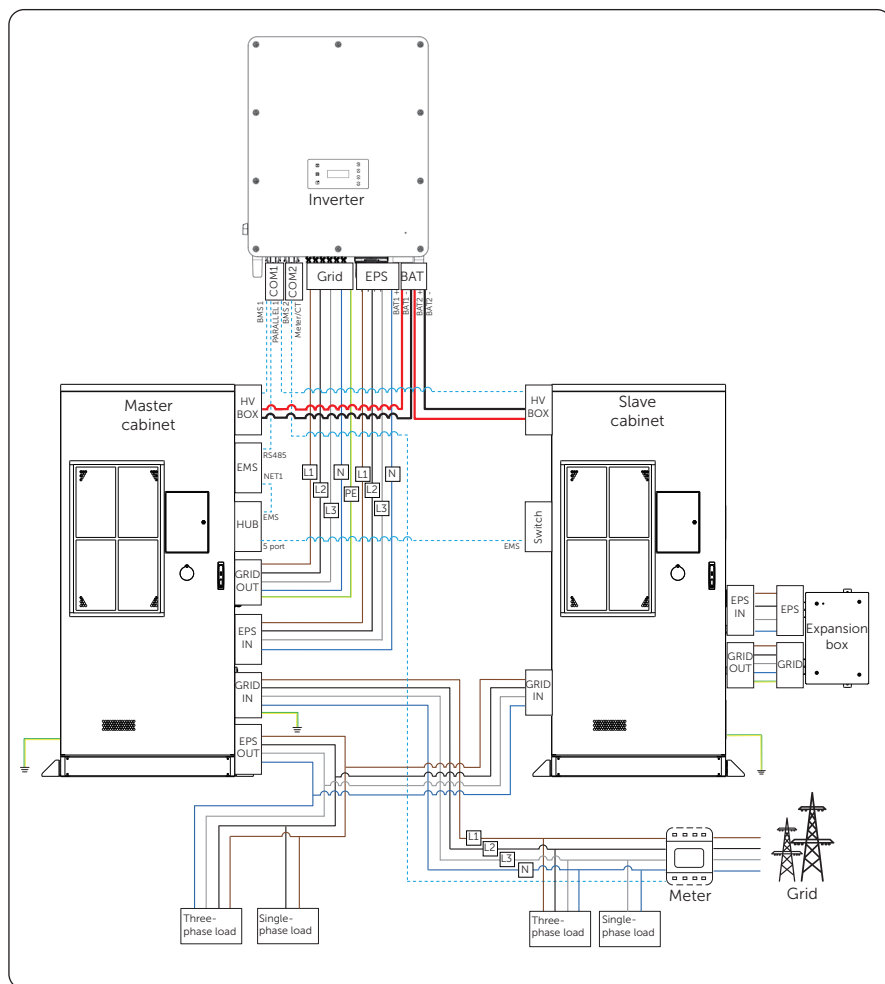 Inverter
COM1
COM2
Grid
EPS
BAT
BMS 1
PARALLEL 1
BMS 2
Meter/CT
BAT1 +
BAT1 -
BAT2 +
BAT2 -
Master
cabinet
HV
BOX
HV
BOX
Slave
cabinet
RS485
EMS
NET1
L1
N
L1
N
L2
PE
L2
L3
L3
EMS
HUB
5 port
EMS
Switch
GRID
OUT
EPS
IN
EPS
IN
EPS
Expansion
box
GRID
OUT
GRID
GRID
IN
GRID
IN
EPS
OUT
L1
L2
L3
N
Meter
Grid
Three-
phase load
Single-
phase load
Three-
phase load
Single-
phase load